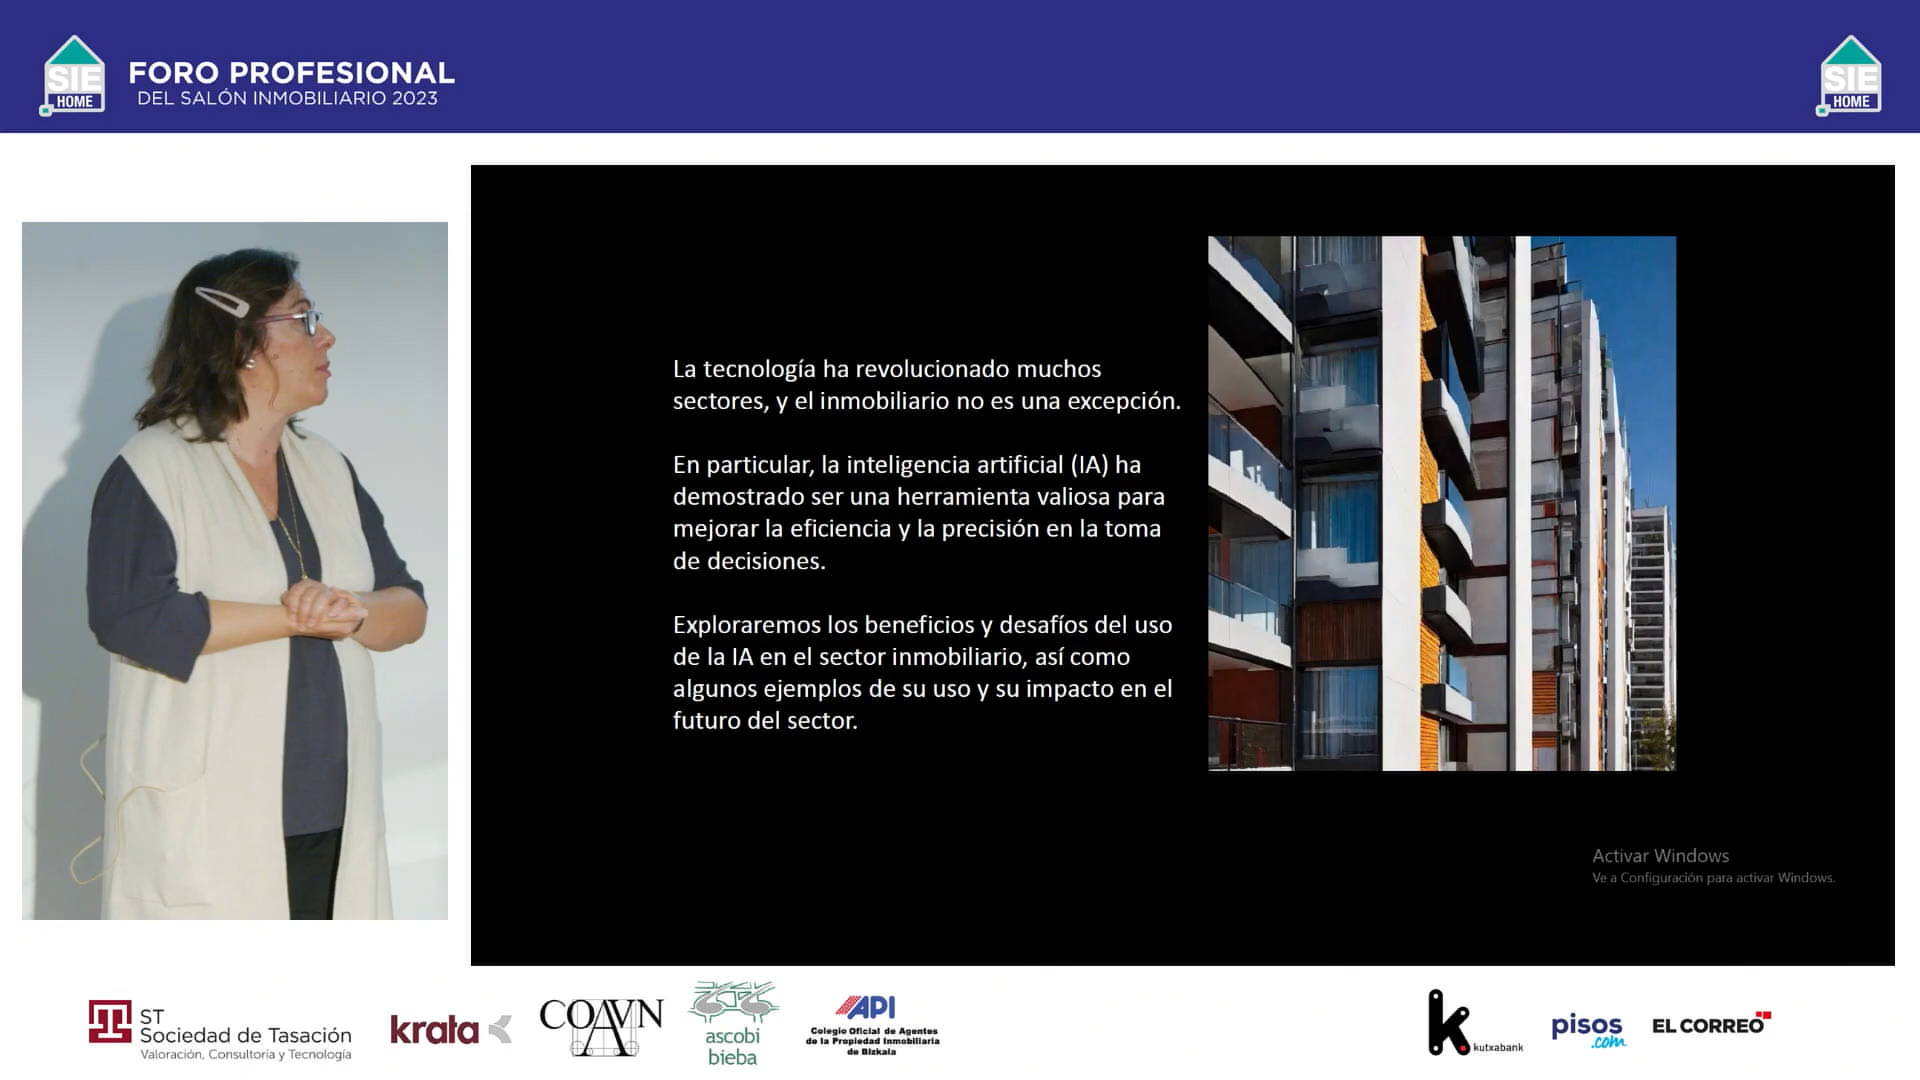 SIE
HOME
FORO PROFESIONAL
DEL SALÓN INMOBILIARIO 2023
SIE
HOME
La tecnología ha revolucionado muchos
sectores, y el inmobiliario no es una excepción.
En particular, la inteligencia artificial (IA) ha
demostrado ser una herramienta valiosa para
mejorar la eficiencia y la precisión en la toma
de decisiones.
Exploraremos los beneficios y desafíos del uso
de la IA en el sector inmobiliario, así como
algunos ejemplos de su uso y su impacto en el
futuro del sector.
Activar Windows
Ve a Configuración para activar Windows.
ST
Sociedad de Tasación
Valoración, Consultoría y Tecnología
krata
COAVN
ascobi
bieba
API
Colegio Oficial de Agentes
de la Propiedad Inmobiliaria
de Bizkaia
k
kutxabank
pisos
.com
EL CORREO